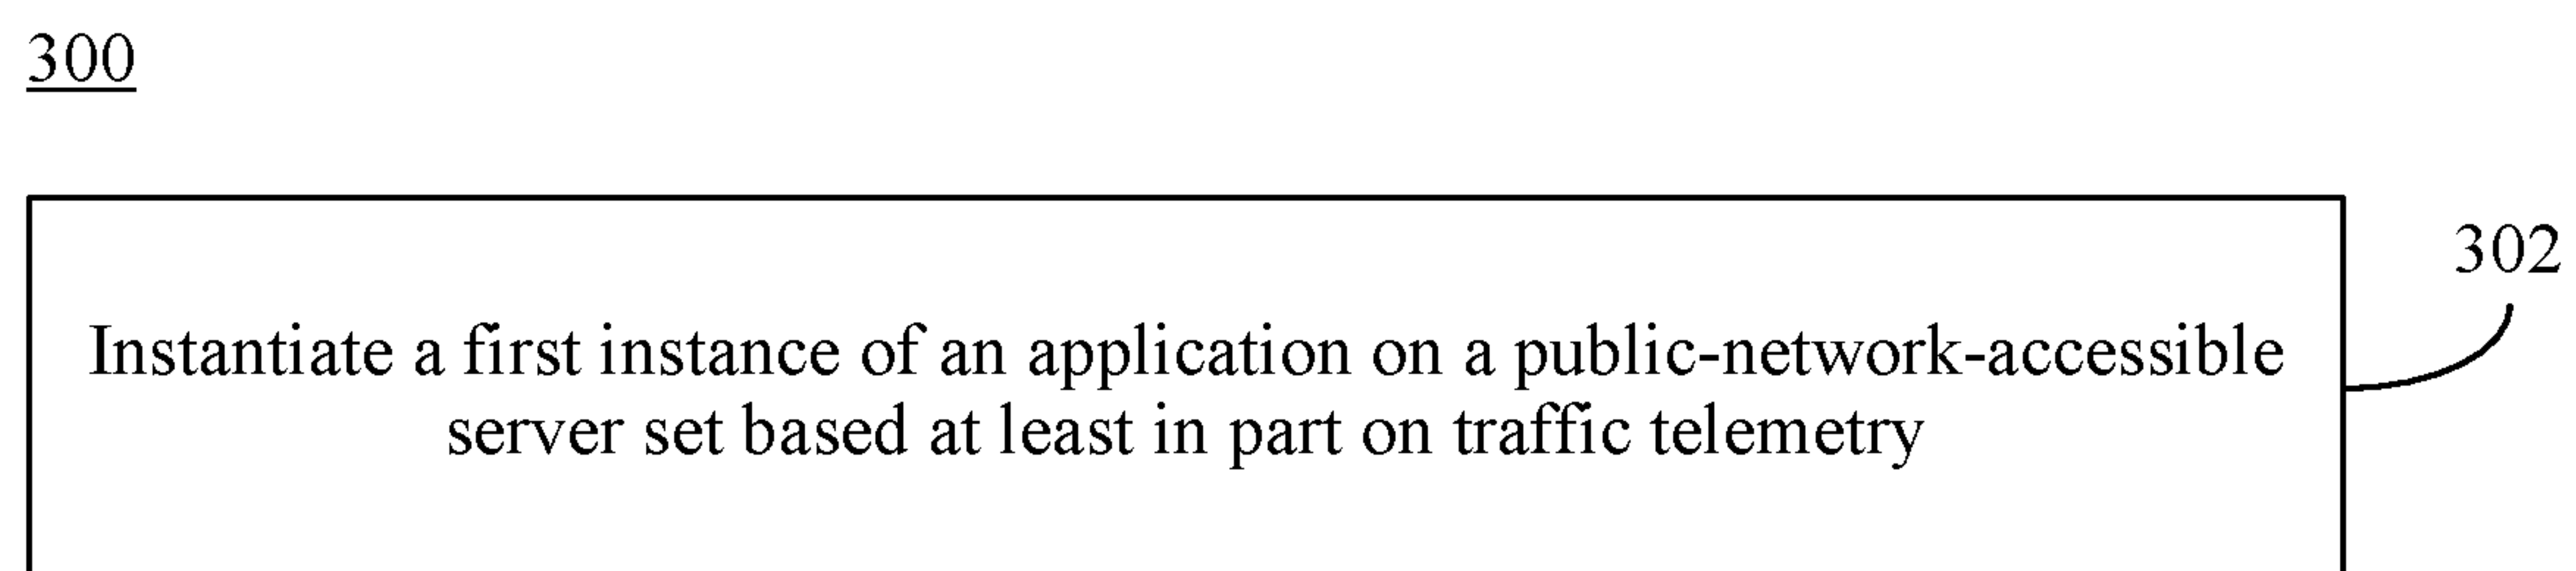 300
302
Instantiate a first instance of an application on a public-network-accessible
server set based at least in part on traffic telemetry